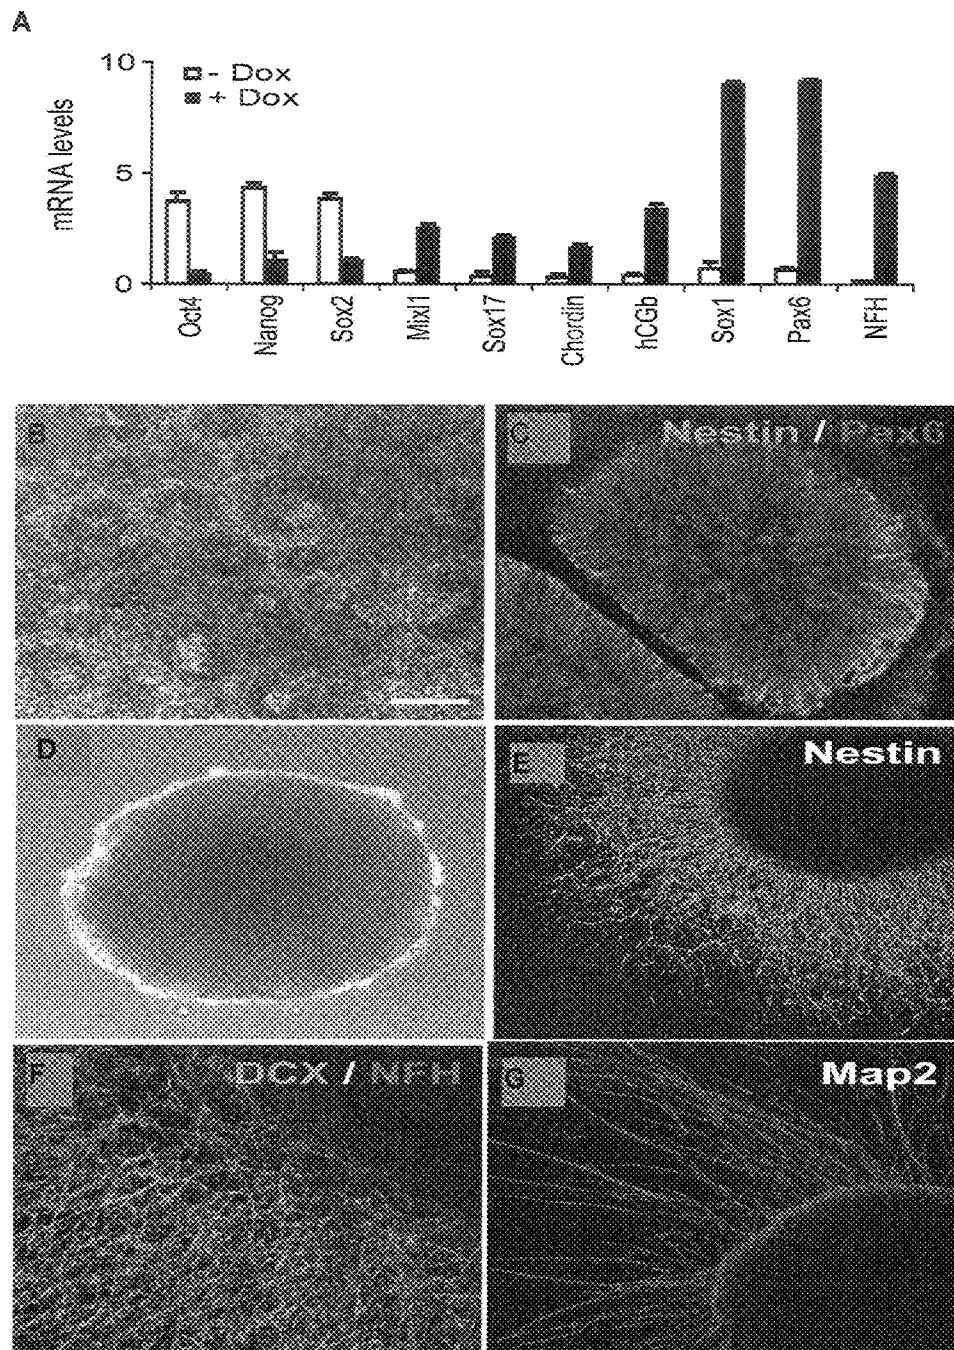 A
10
- Dox
+ Dox
mRNA levels
5
0
Oct4
Nanog
Sox2
Mixl1
Sox17
Chordin
hCGb
Sox1
Pax6
NFH
B
C
Nestin / Pax6
D
E
Nestin
F
DCX / NFH
G
Map2